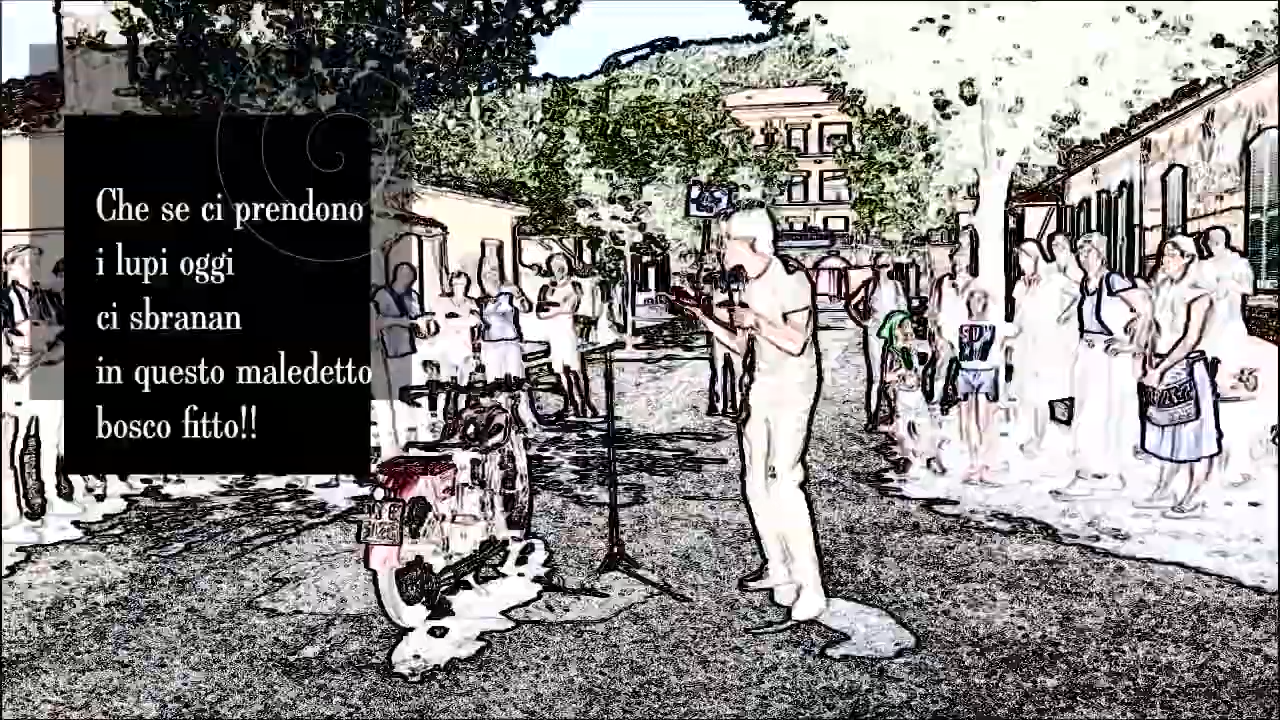 Che se ci prendono
i lupi oggi
ci sbranan
in questo maledetto
bosco fitto!!